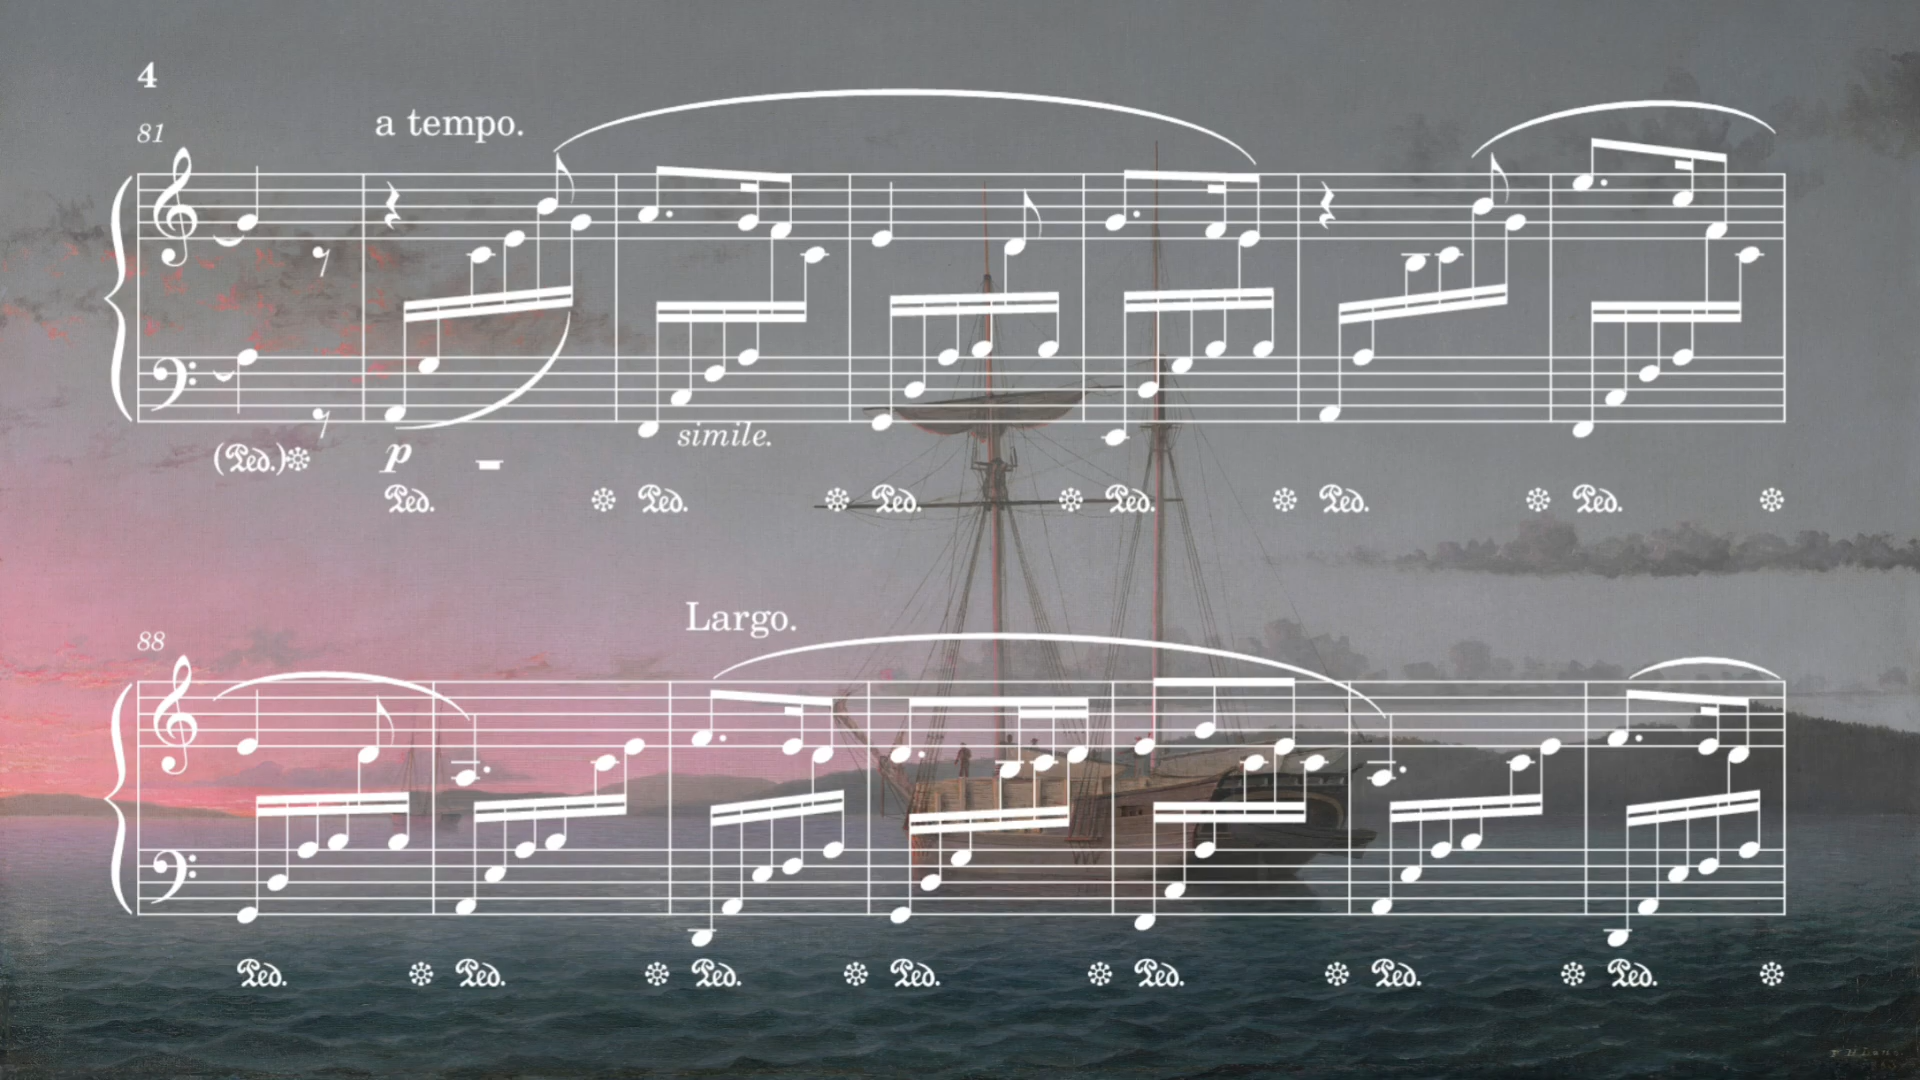 4
81
a tempo.
simile.
(Ped.)
p
Ped. Ped. Ped. Ped. Ped. Ped.
Largo.
88
Ped. Ped. Ped. Ped. Ped. Ped. Ped.